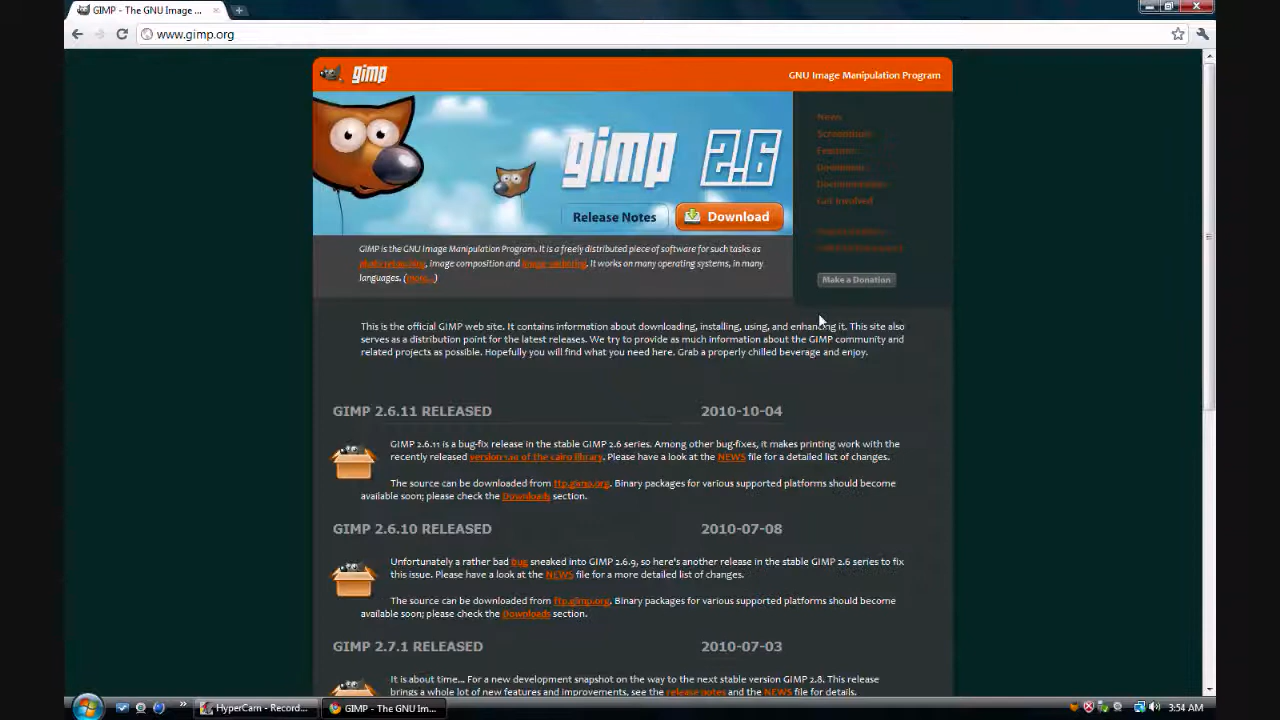 GIMP - The GNU Image ...
www.gimp.org
gimp
GNU Image Manipulation Program
News
Screenshots
Features
Downloads
Documentation
Get Involved
gimp 2.6
Release Notes
Download
Make a Donation
GIMP is the GNU Image Manipulation Program. It is a freely distributed piece of software for such tasks as
photo retouching, image composition and image authoring. It works on many operating systems, in many
languages. (more...)
This is the official GIMP web site. It contains information about downloading, installing, using, and enhancing it. This site also
serves as a distribution point for the latest releases. We try to provide as much information about the GIMP community and
related projects as possible. Hopefully you will find what you need here. Grab a properly chilled beverage and enjoy.
GIMP 2.6.11 RELEASED 2010-10-04
GIMP 2.6.11 is a bug-fix release in the stable GIMP 2.6 series. Among other bug-fixes, it makes printing work with the
recently released version 1.10 of the cairo library. Please have a look at the NEWS file for a detailed list of changes.
The source can be downloaded from ftp.gimp.org. Binary packages for various supported platforms should become
available soon; please check the Downloads section.
GIMP 2.6.10 RELEASED 2010-07-08
Unfortunately a rather bad bug sneaked into GIMP 2.6.9, so here's another release in the stable GIMP 2.6 series to fix
this issue. Please have a look at the NEWS file for a more detailed list of changes.
The source can be downloaded from ftp.gimp.org. Binary packages for various supported platforms should become
available soon; please check the Downloads section.
GIMP 2.7.1 RELEASED 2010-07-03
It is about time... For a new development snapshot on the way to the next stable version GIMP 2.8. This release
brings a whole lot of new features and improvements, see the release notes and the NEWS file for details.
HyperCam - Record...
GIMP - The GNU Im...
3:54 AM